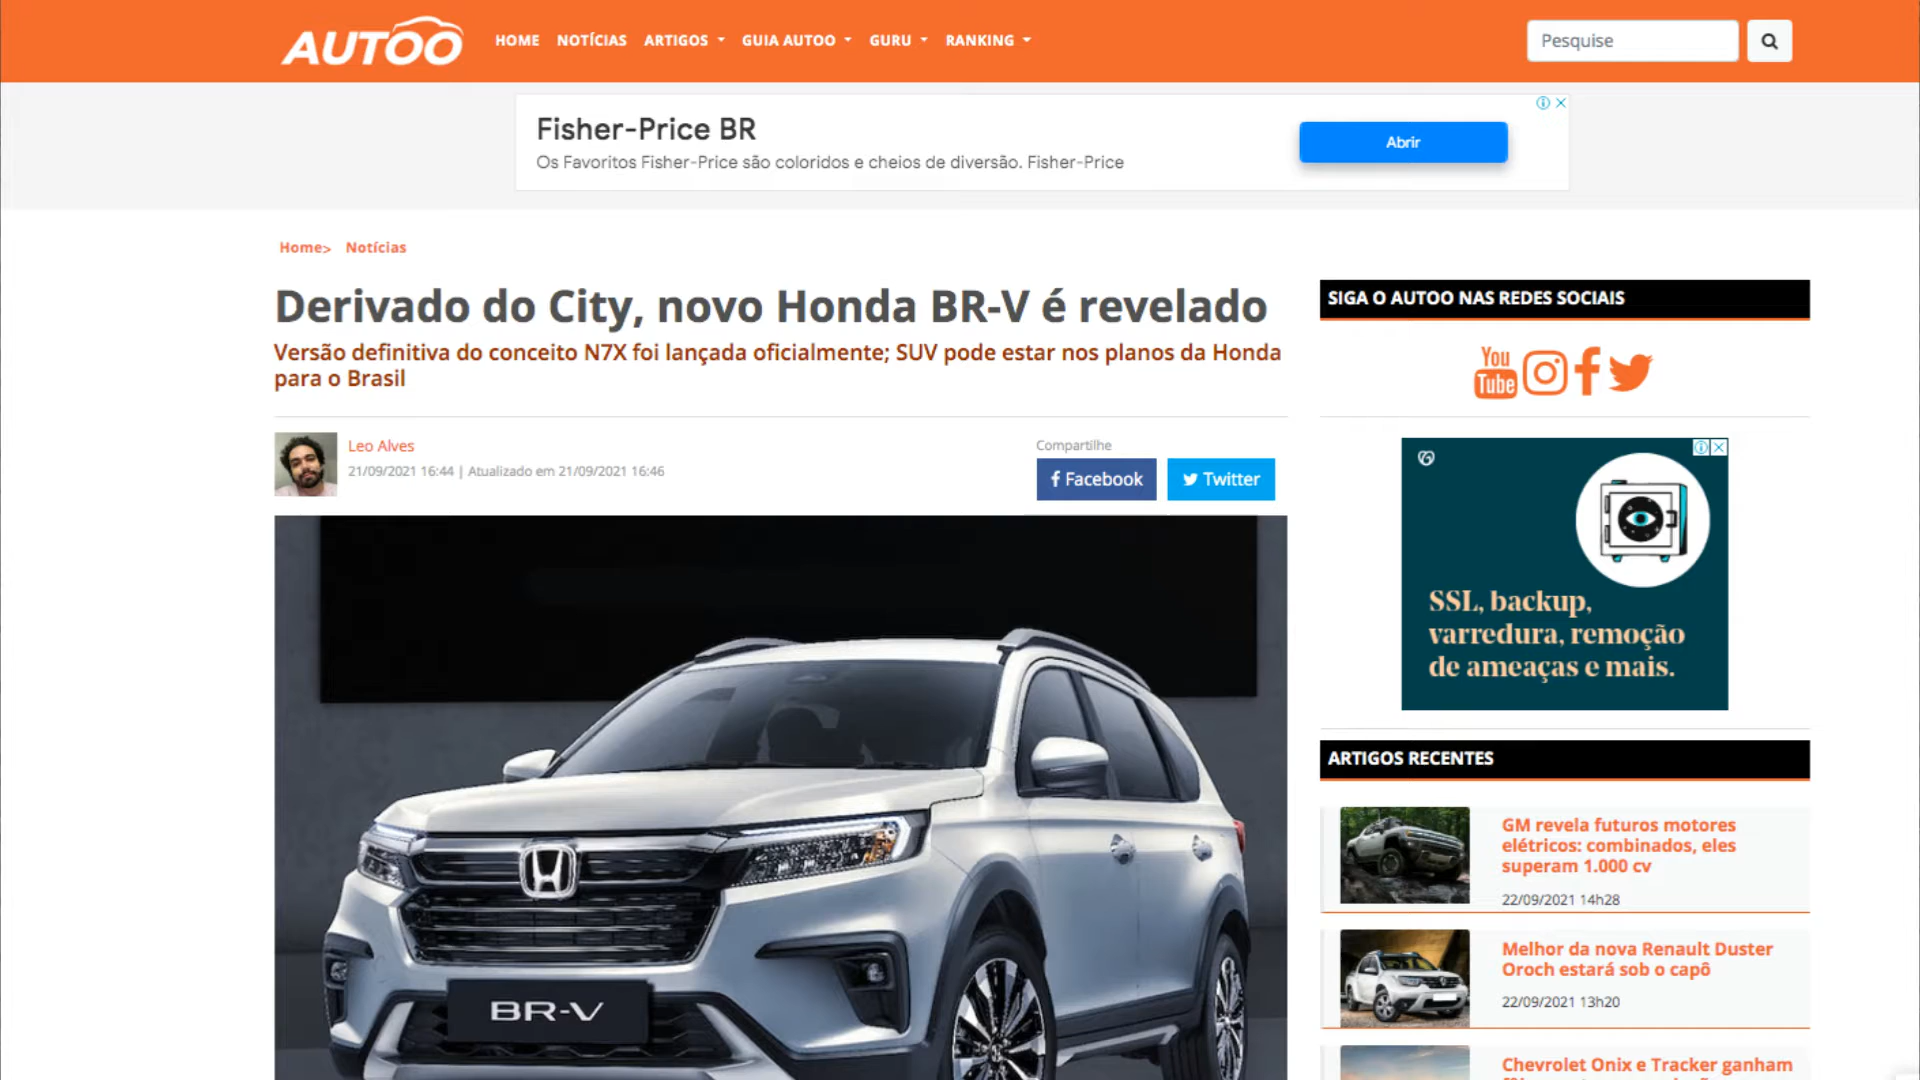 AUTOO
HOME NOTÍCIAS ARTIGOS GUIA AUTOO GURU RANKING
Pesquise
Fisher-Price BR
Os Favoritos Fisher-Price são coloridos e cheios de diversão. Fisher-Price
Abrir
Home> Notícias
Derivado do City, novo Honda BR-V é revelado
Versão definitiva do conceito N7X foi lançada oficialmente; SUV pode estar nos planos da Honda
para o Brasil
Leo Alves
21/09/2021 16:44 | Atualizado em 21/09/2021 16:46
Compartilhe
Facebook
Twitter
BR-V
SIGA O AUTOO NAS REDES SOCIAIS
You
Tube
SSL, backup,
varredura, remoção
de ameaças e mais.
ARTIGOS RECENTES
GM revela futuros motores
elétricos: combinados, eles
superam 1.000 cv
22/09/2021 14h28
Melhor da nova Renault Duster
Oroch estará sob o capô
22/09/2021 13h20
Chevrolet Onix e Tracker ganham